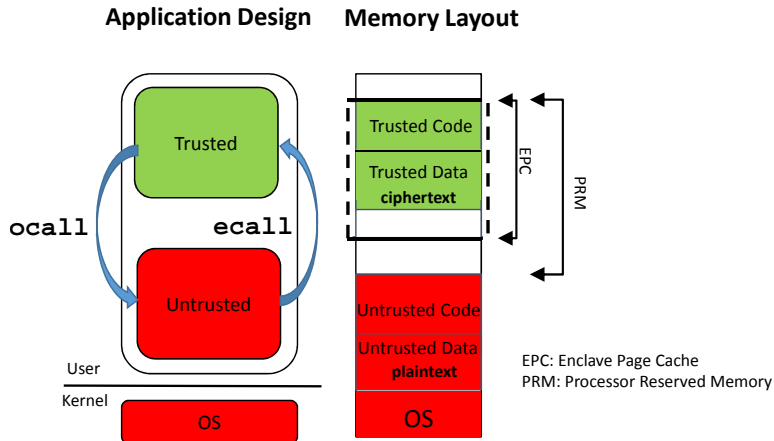 Application Design
Memory Layout
Trusted
ocall
ecall
Untrusted
User
Kernel
OS
Trusted Code
Trusted Data
ciphertext
EPC
PRM
Untrusted Code
Untrusted Data
plaintext
OS
EPC: Enclave Page Cache
PRM: Processor Reserved Memory